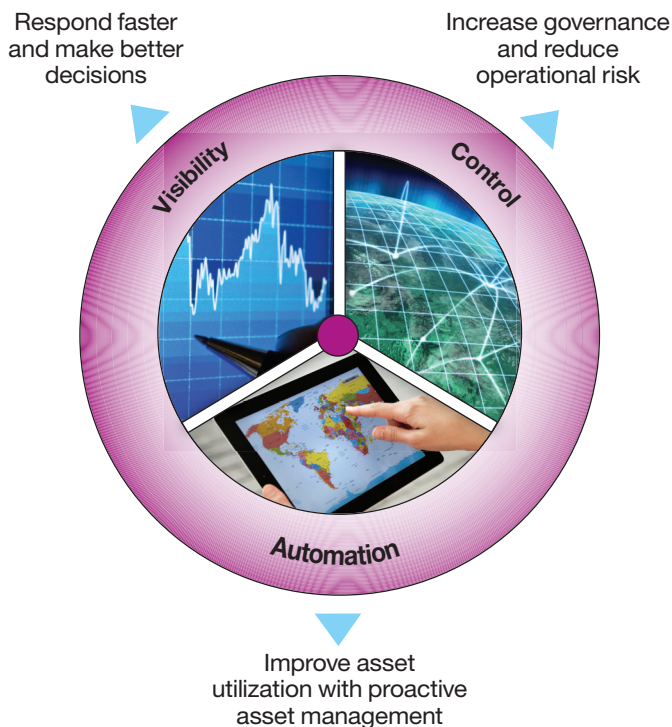 Respond faster
and make better
decisions
Increase governance
and reduce
operational risk
Visibility
Control
Automation
Improve asset
utilization with proactive
asset management